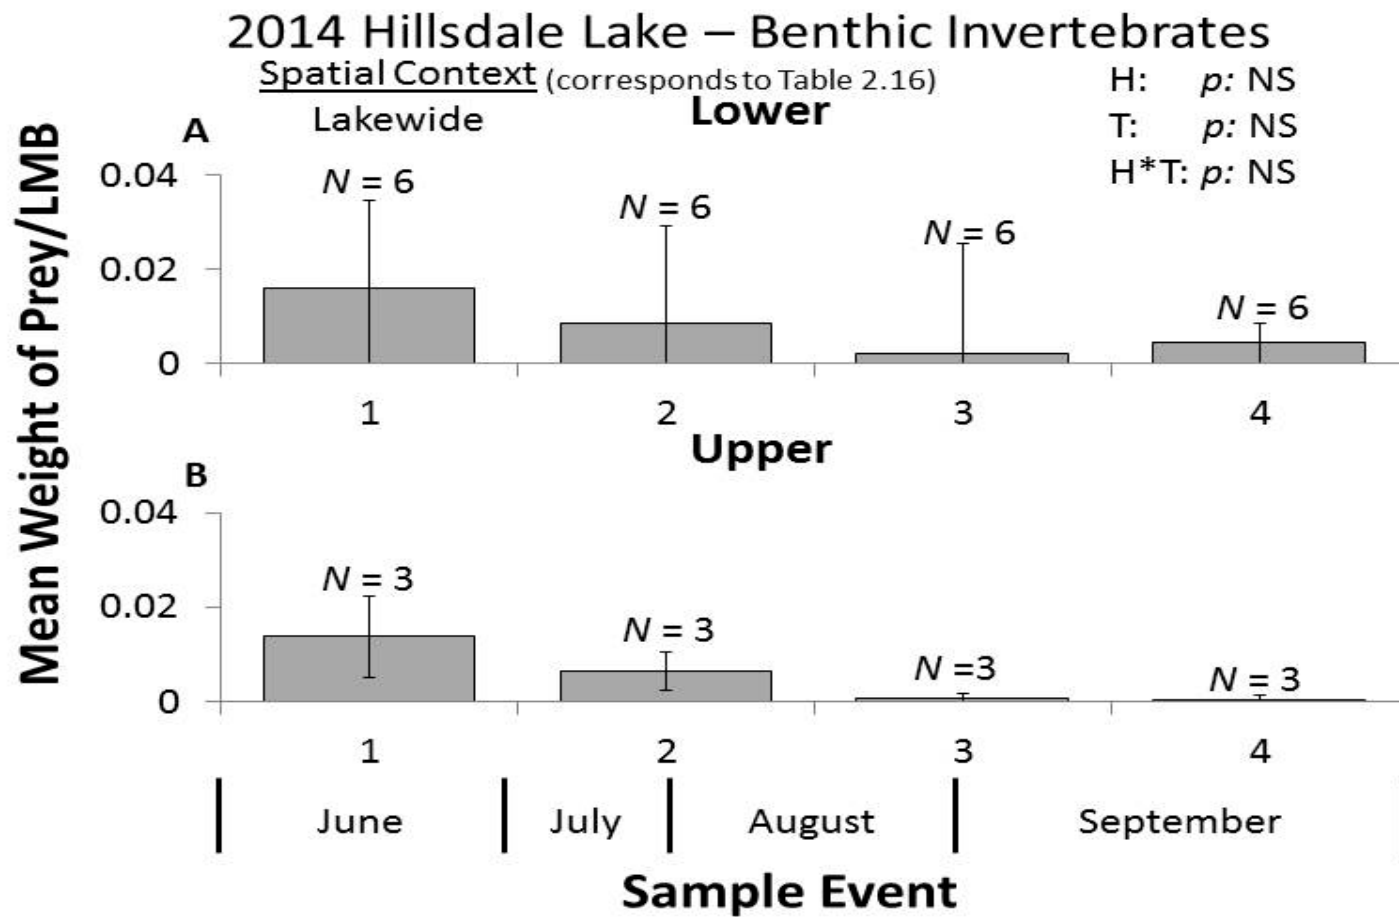 2014 Hillsdale Lake – Benthic Invertebrates
Spatial Context (corresponds to Table 2.16)
Lakewide
Lower
H: p: NS
T: p: NS
H*T: p: NS
Mean Weight of Prey/LMB
A
0.04
0.02
0
N = 6
N = 6
N = 6
N = 6
1 2 3 4
Upper
B
0.04
0.02
0
N = 3
N = 3
N =3
N = 3
1 2 3 4
June July August September
Sample Event